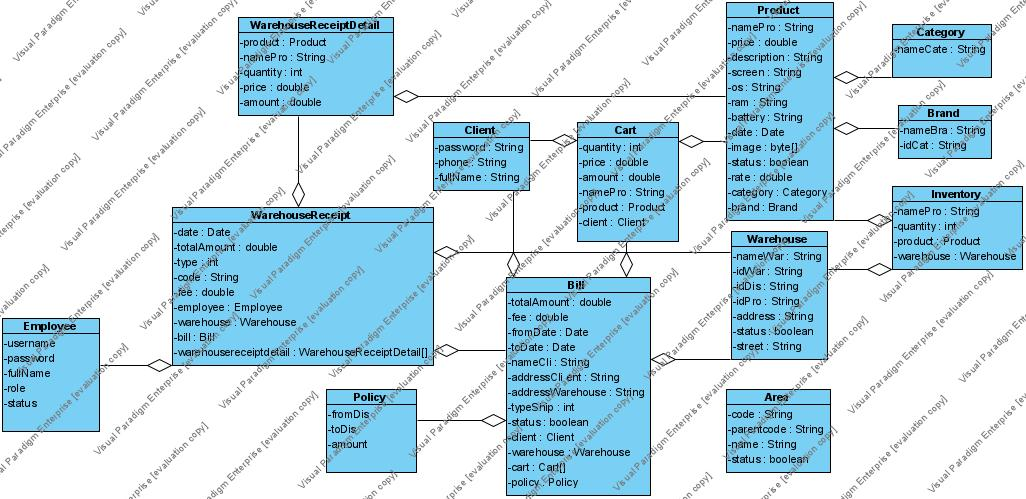 WarehouseReceiptDetail
-product : Product
-namePro : String
-quantity : int
-price : double
-amount : double
Product
-namePro : String
-price : double
-description : String
-screen : String
-os : String
-ram : String
-battery : String
-date : Date
-image : byte[]
-status : boolean
-rate : double
-category : Category
-brand : Brand
Category
-nameCate : String
Brand
-nameBra : String
-idCat : String
Client
-password : String
-phone : String
-fullName : String
Cart
-quantity : int
-price : double
-amount : double
-namePro : String
-product : Product
-client : Client
Inventory
-namePro : String
-quantity : int
-product : Product
-warehouse : Warehouse
WarehouseReceipt
-date : Date
-totalAmount : double
-type : int
-code : String
-fee : double
-employee : Employee
-warehouse : Warehouse
-bill : Bill
-warehousereceiptdetail : WarehouseReceiptDetail[]
Warehouse
-nameWar : String
-idWar : String
-idDis : String
-idPro : String
-address : String
-status : boolean
-street : String
Bill
-totalAmount : double
-fee : double
-fromDate : Date
-toDate : Date
-nameCli : String
-addressClient : String
-addressWarehouse : String
-typeShip : int
-status : boolean
-client : Client
-warehouse : Warehouse
-cart : Cart[]
-policy : Policy
Employee
-username
-password
-fullName
-role
-status
Policy
-fromDis
-toDis
-amount
Area
-code : String
-parentcode : String
-name : String
-status : boolean
Visual Paradigm Enterprise [evaluation copy]